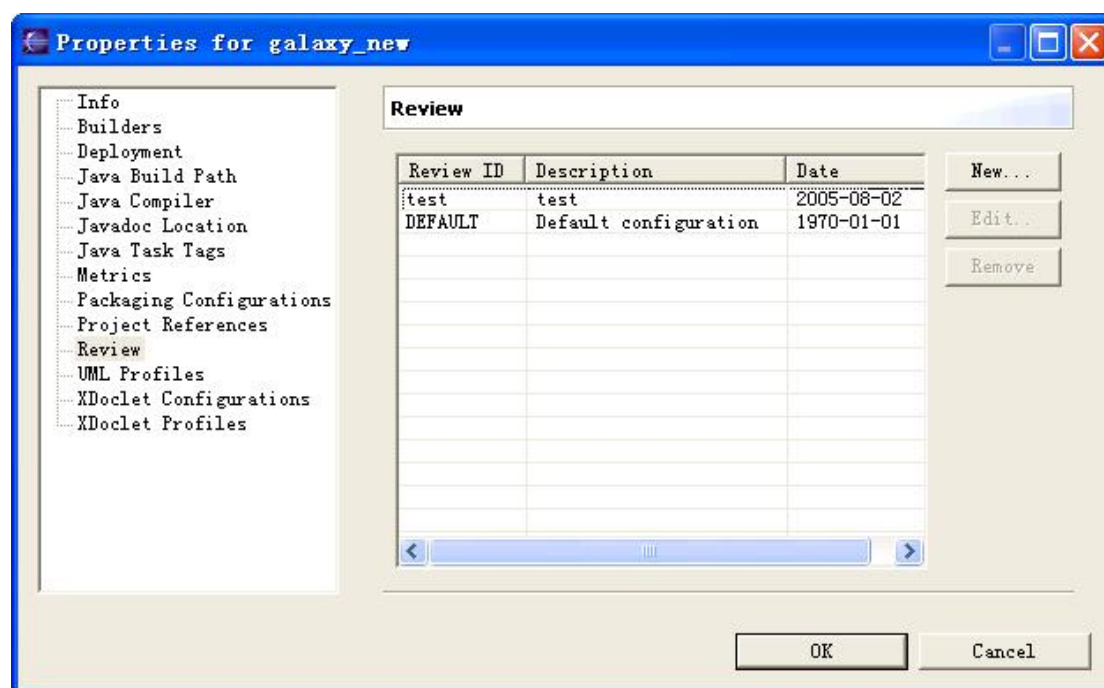 Properties for galaxy_new
Info
Builders
Deployment
Java Build Path
Java Compiler
Javadoc Location
Java Task Tags
Metrics
Packaging Configurations
Project References
Review
UML Profiles
XDoclet Configurations
XDoclet Profiles
Review
Review ID Description Date
test test 2005-08-02
DEFAULT Default configuration 1970-01-01
New...
Edit..
Remove
OK Cancel